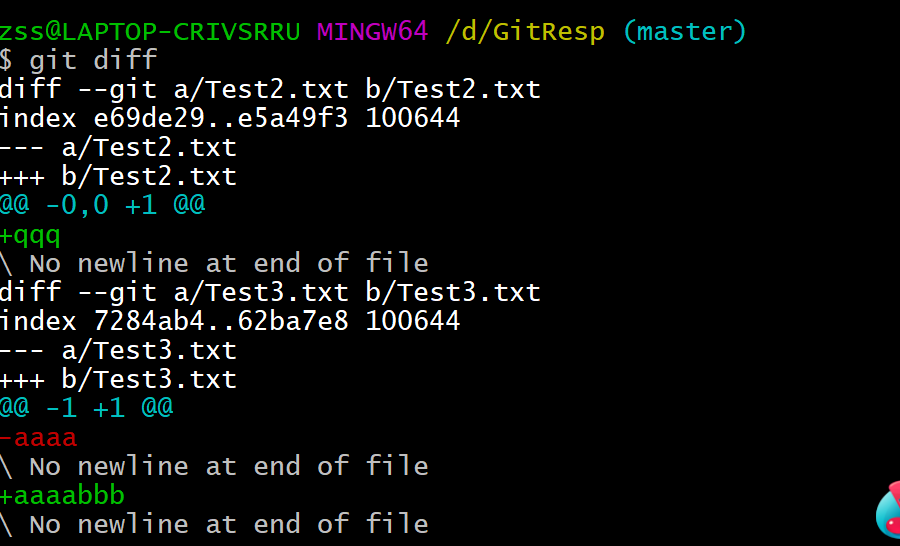 zss@LAPTOP-CRIVSRRU MINGW64 /d/GitResp (master)
$ git diff
diff --git a/Test2.txt b/Test2.txt
index e69de29..e5a49f3 100644
--- a/Test2.txt
+++ b/Test2.txt
@@ -0,0 +1 @@
+qqq
\ No newline at end of file
diff --git a/Test3.txt b/Test3.txt
index 7284ab4..62ba7e8 100644
--- a/Test3.txt
+++ b/Test3.txt
@@ -1 +1 @@
-aaaa
\ No newline at end of file
+aaaabbb
\ No newline at end of file